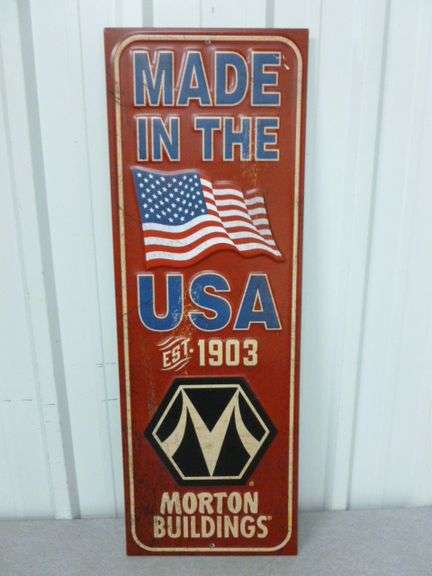 MADE
IN THE
USA
EST. 1903
M
MORTON
BUILDINGS®